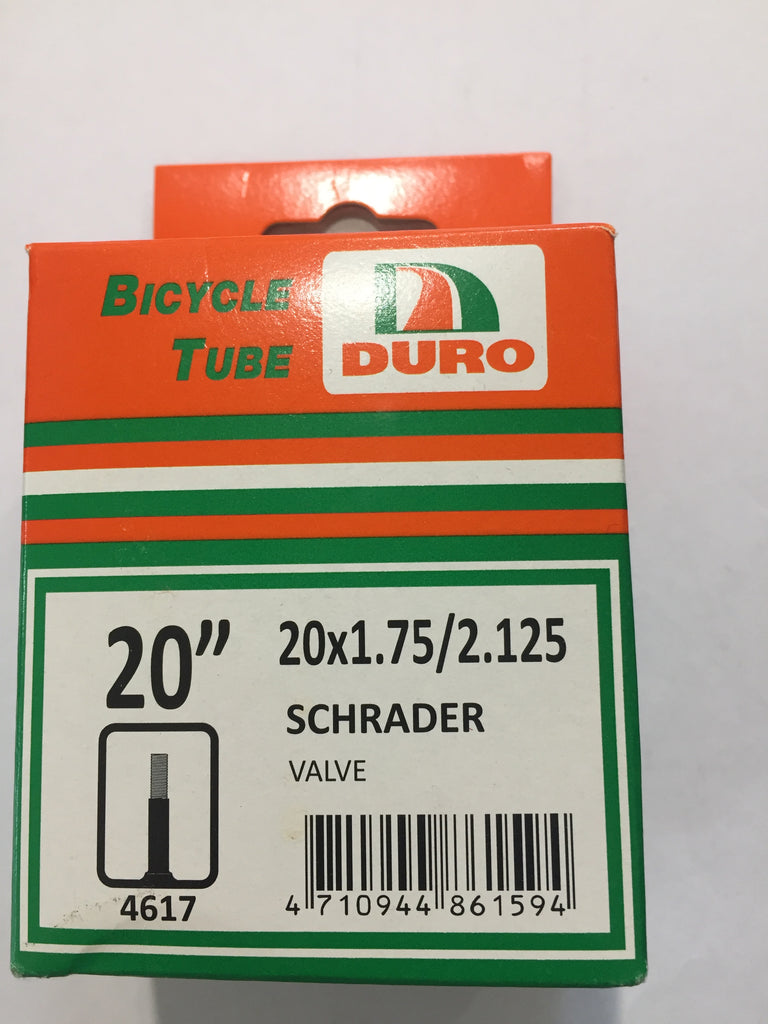 BICYCLE
TUBE
DURO
20”
20x1.75/2.125
SCHRADER
VALVE
4617
4 710944 861594